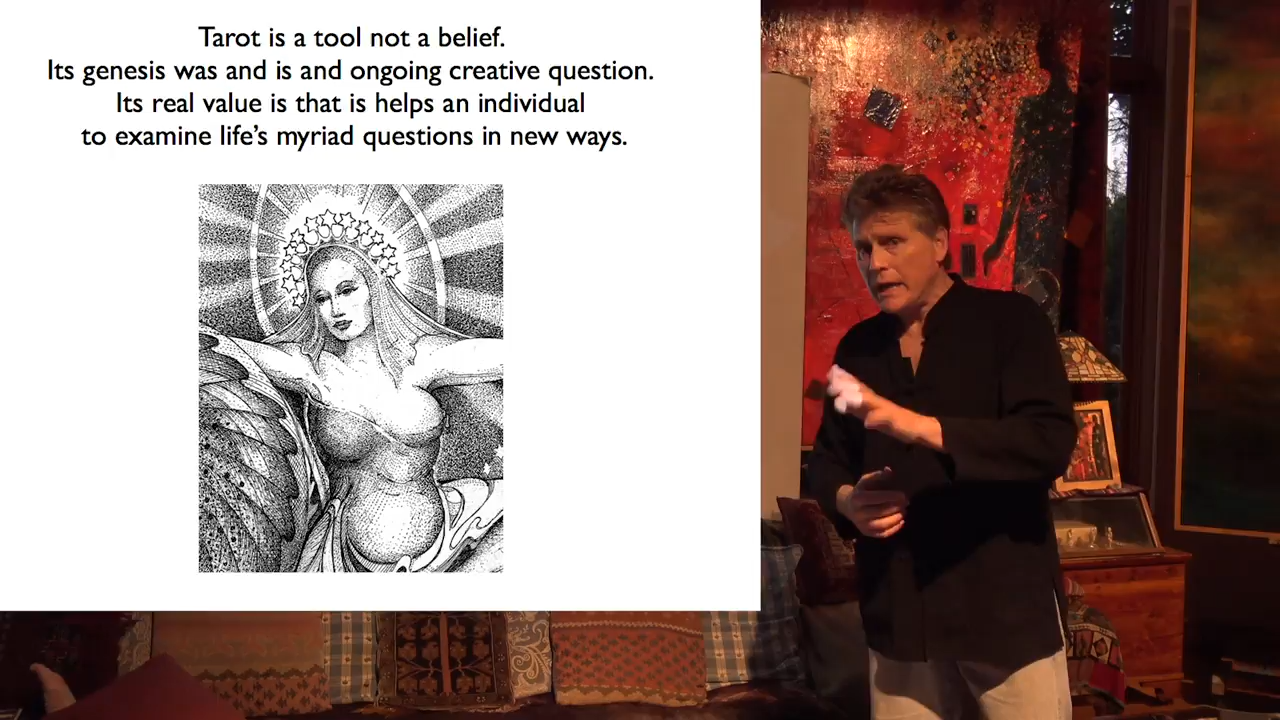 Tarot is a tool not a belief.
Its genesis was and is and ongoing creative question.
Its real value is that is helps an individual
to examine life's myriad questions in new ways.